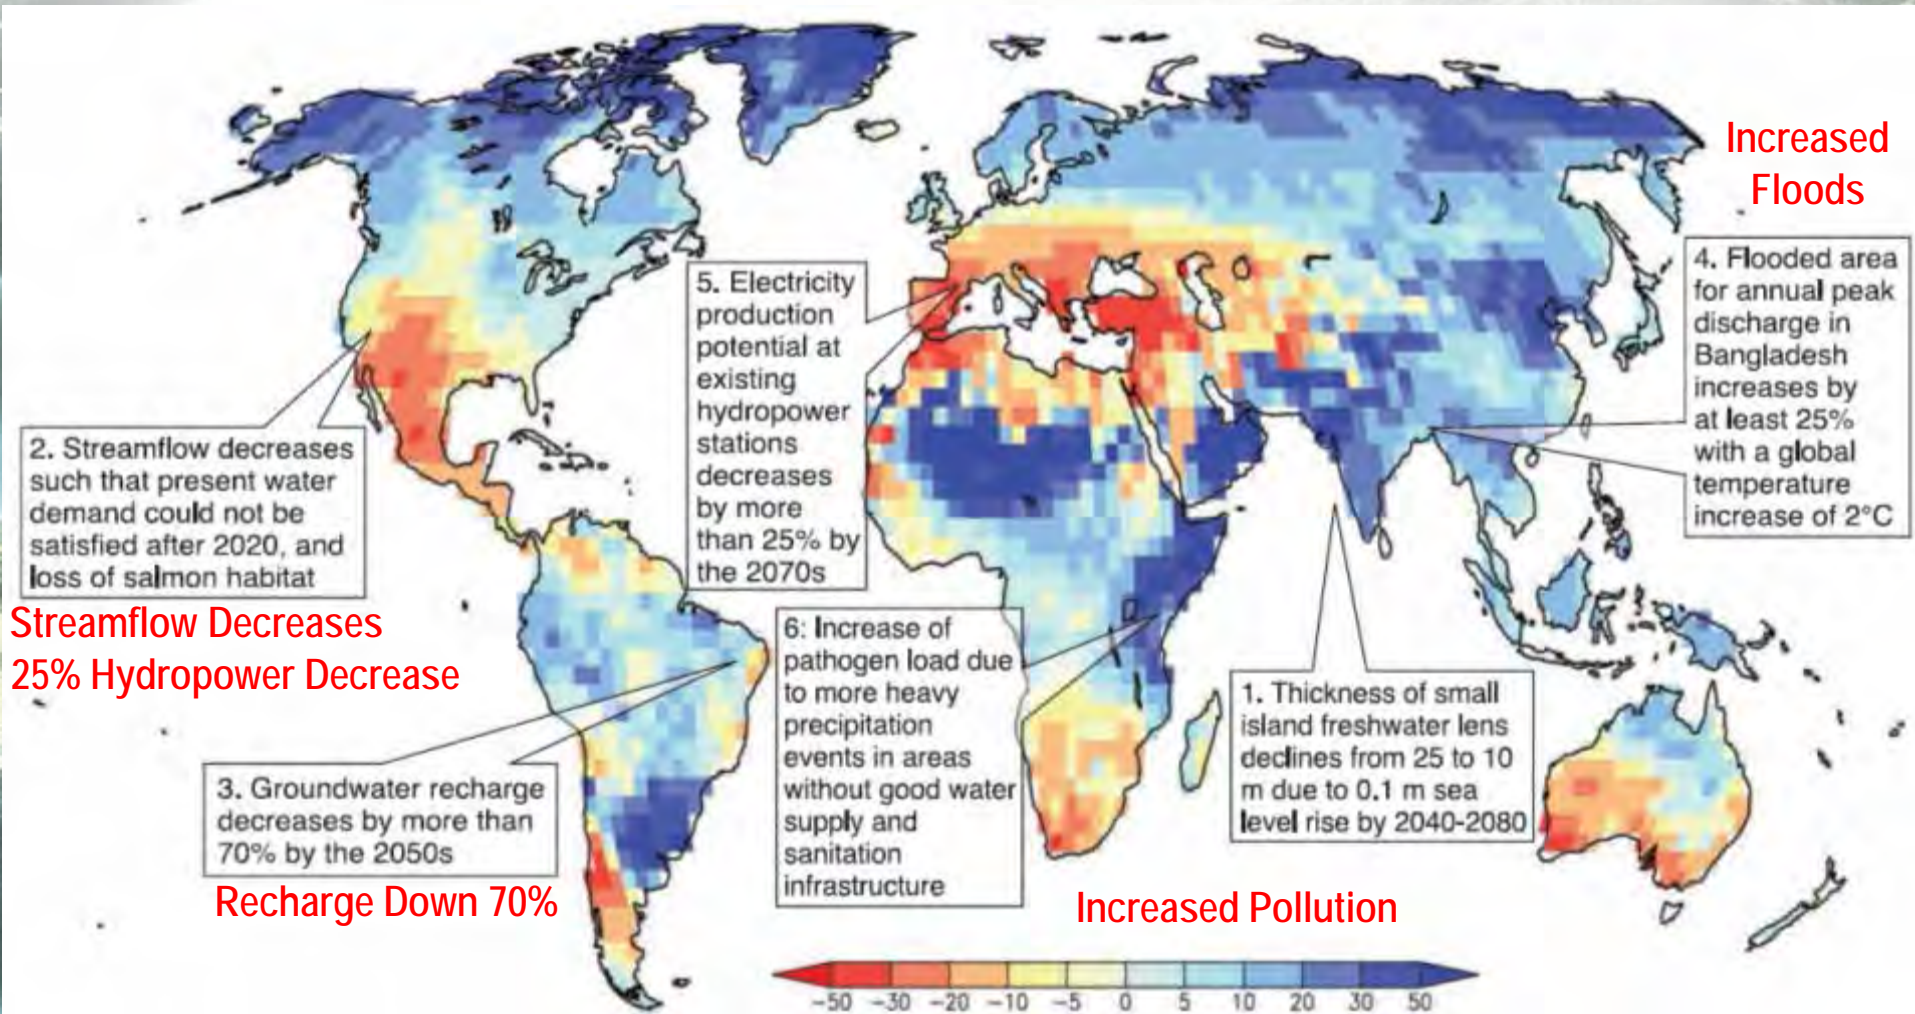 Increased
Floods
4. Flooded area
for annual peak
discharge in
Bangladesh
increases by
at least 25%
with a global
temperature
increase of 2°C
5. Electricity
production
potential at
existing
hydropower
stations
decreases
by more
than 25% by
the 2070s
2. Streamflow decreases
such that present water
demand could not be
satisfied after 2020, and
loss of salmon habitat
Streamflow Decreases
25% Hydropower Decrease
6: Increase of
pathogen load due
to more heavy
precipitation
events in areas
without good water
supply and
sanitation
infrastructure
1. Thickness of small
island freshwater lens
declines from 25 to 10
m due to 0.1 m sea
level rise by 2040-2080
3. Groundwater recharge
decreases by more than
70% by the 2050s
Recharge Down 70%
Increased Pollution
−50 −30 −20 −10 −5 0 5 10 20 30 50